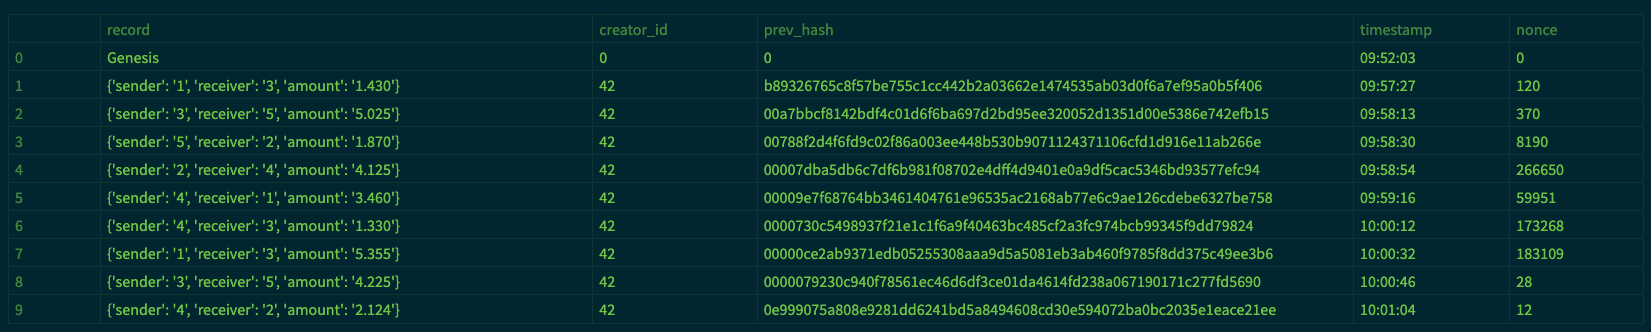 record creator_id prev_hash timestamp nonce
0 Genesis 0 0 09:52:03 0
1 {'sender': '1', 'receiver': '3', 'amount': '1.430'} 42 b89326765c8f57be755c1cc442b2a03662e1474535ab03d0f6a7ef95a0b5f406 09:57:27 120
2 {'sender': '3', 'receiver': '5', 'amount': '5.025'} 42 00a7bbcf8142bdf4c01d6f6ba697d2bd95ee320052d1351d00e5386e742efb15 09:58:13 370
3 {'sender': '5', 'receiver': '2', 'amount': '1.870'} 42 00788f2d4f6fd9c02f86a003ee448b530b9071124371106cfd1d916e11ab266e 09:58:30 8190
4 {'sender': '2', 'receiver': '4', 'amount': '4.125'} 42 00007dba5db6c7df6b981f08702e4dff4d9401e0a9df5cac5346bd93577efc94 09:58:54 266650
5 {'sender': '4', 'receiver': '1', 'amount': '3.460'} 42 00009e7f68764bb3461404761e96535ac2168ab77e6c9ae126cdebe6327be758 09:59:16 59951
6 {'sender': '4', 'receiver': '3', 'amount': '1.330'} 42 0000730c5498937f21e1c1f6a9f40463bc485cf2a3fc974bcb99345f9dd79824 10:00:12 173268
7 {'sender': '1', 'receiver': '3', 'amount': '5.355'} 42 00000ce2ab9371edb05255308aaa9d5a5081eb3ab460f9785f8dd375c49ee3b6 10:00:32 183109
8 {'sender': '3', 'receiver': '5', 'amount': '4.225'} 42 0000079230c940f78561ec46d6df3ce01da4614fd238a067190171c277fd5690 10:00:46 28
9 {'sender': '4', 'receiver': '2', 'amount': '2.124'} 42 0e999075a808e9281dd6241bd5a8494608cd30e594072ba0bc2035e1eace21ee 10:01:04 12